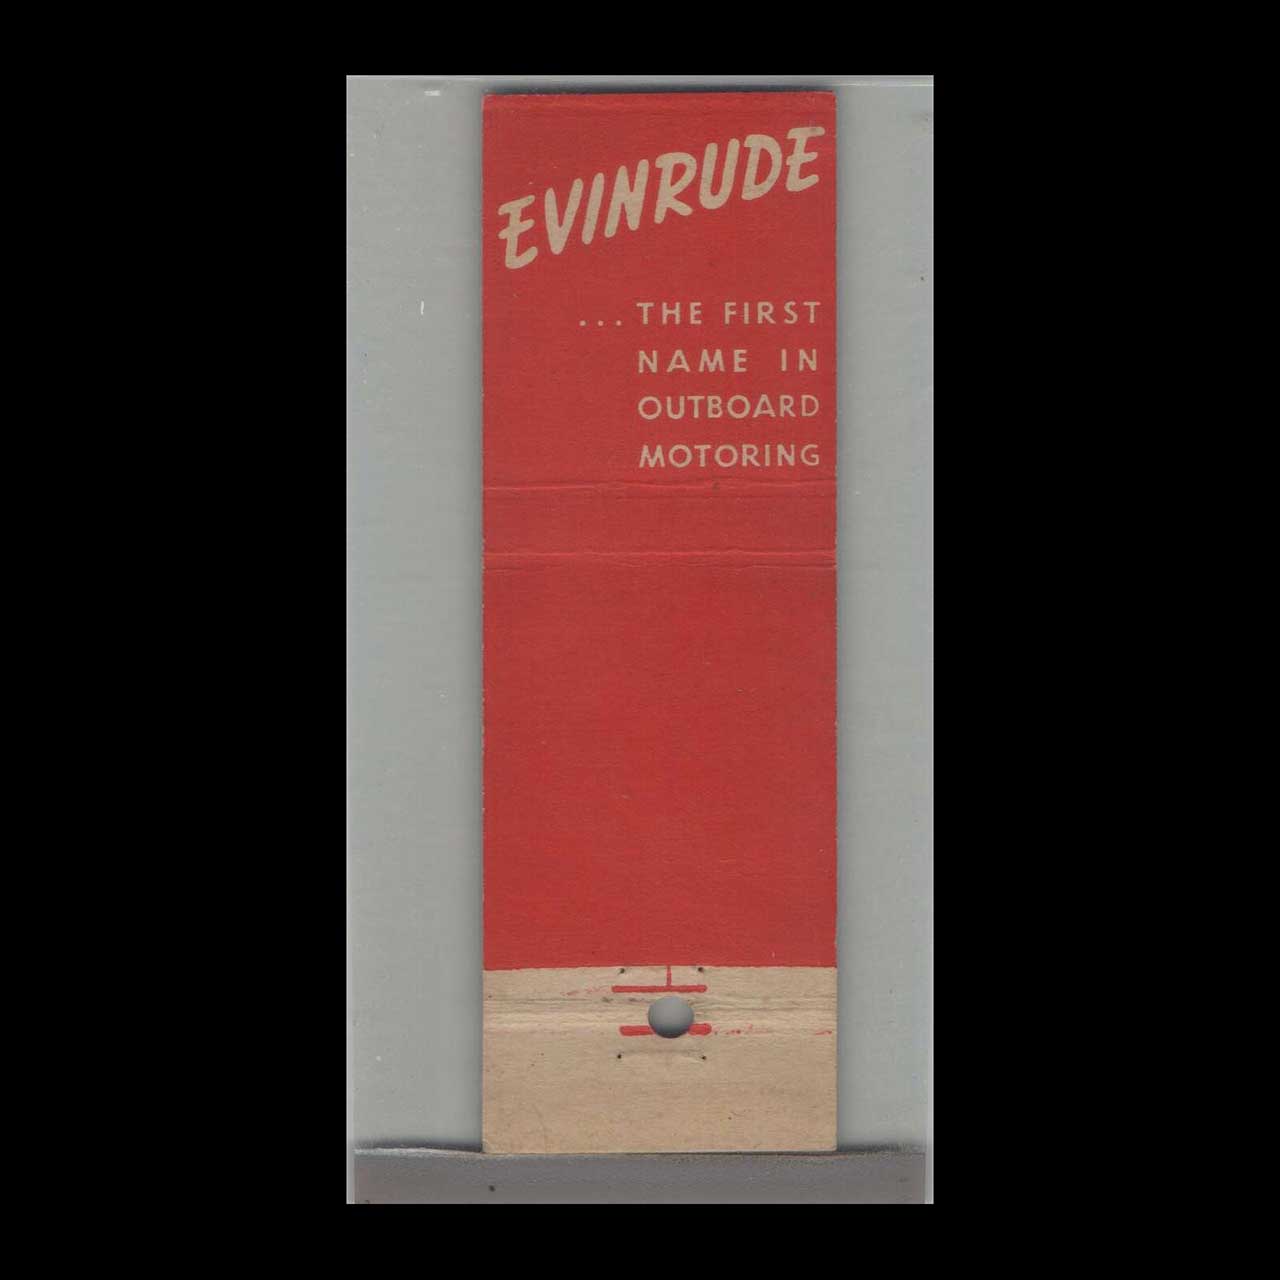 EVINRUDE
...THE FIRST
NAME IN
OUTBOARD
MOTORING